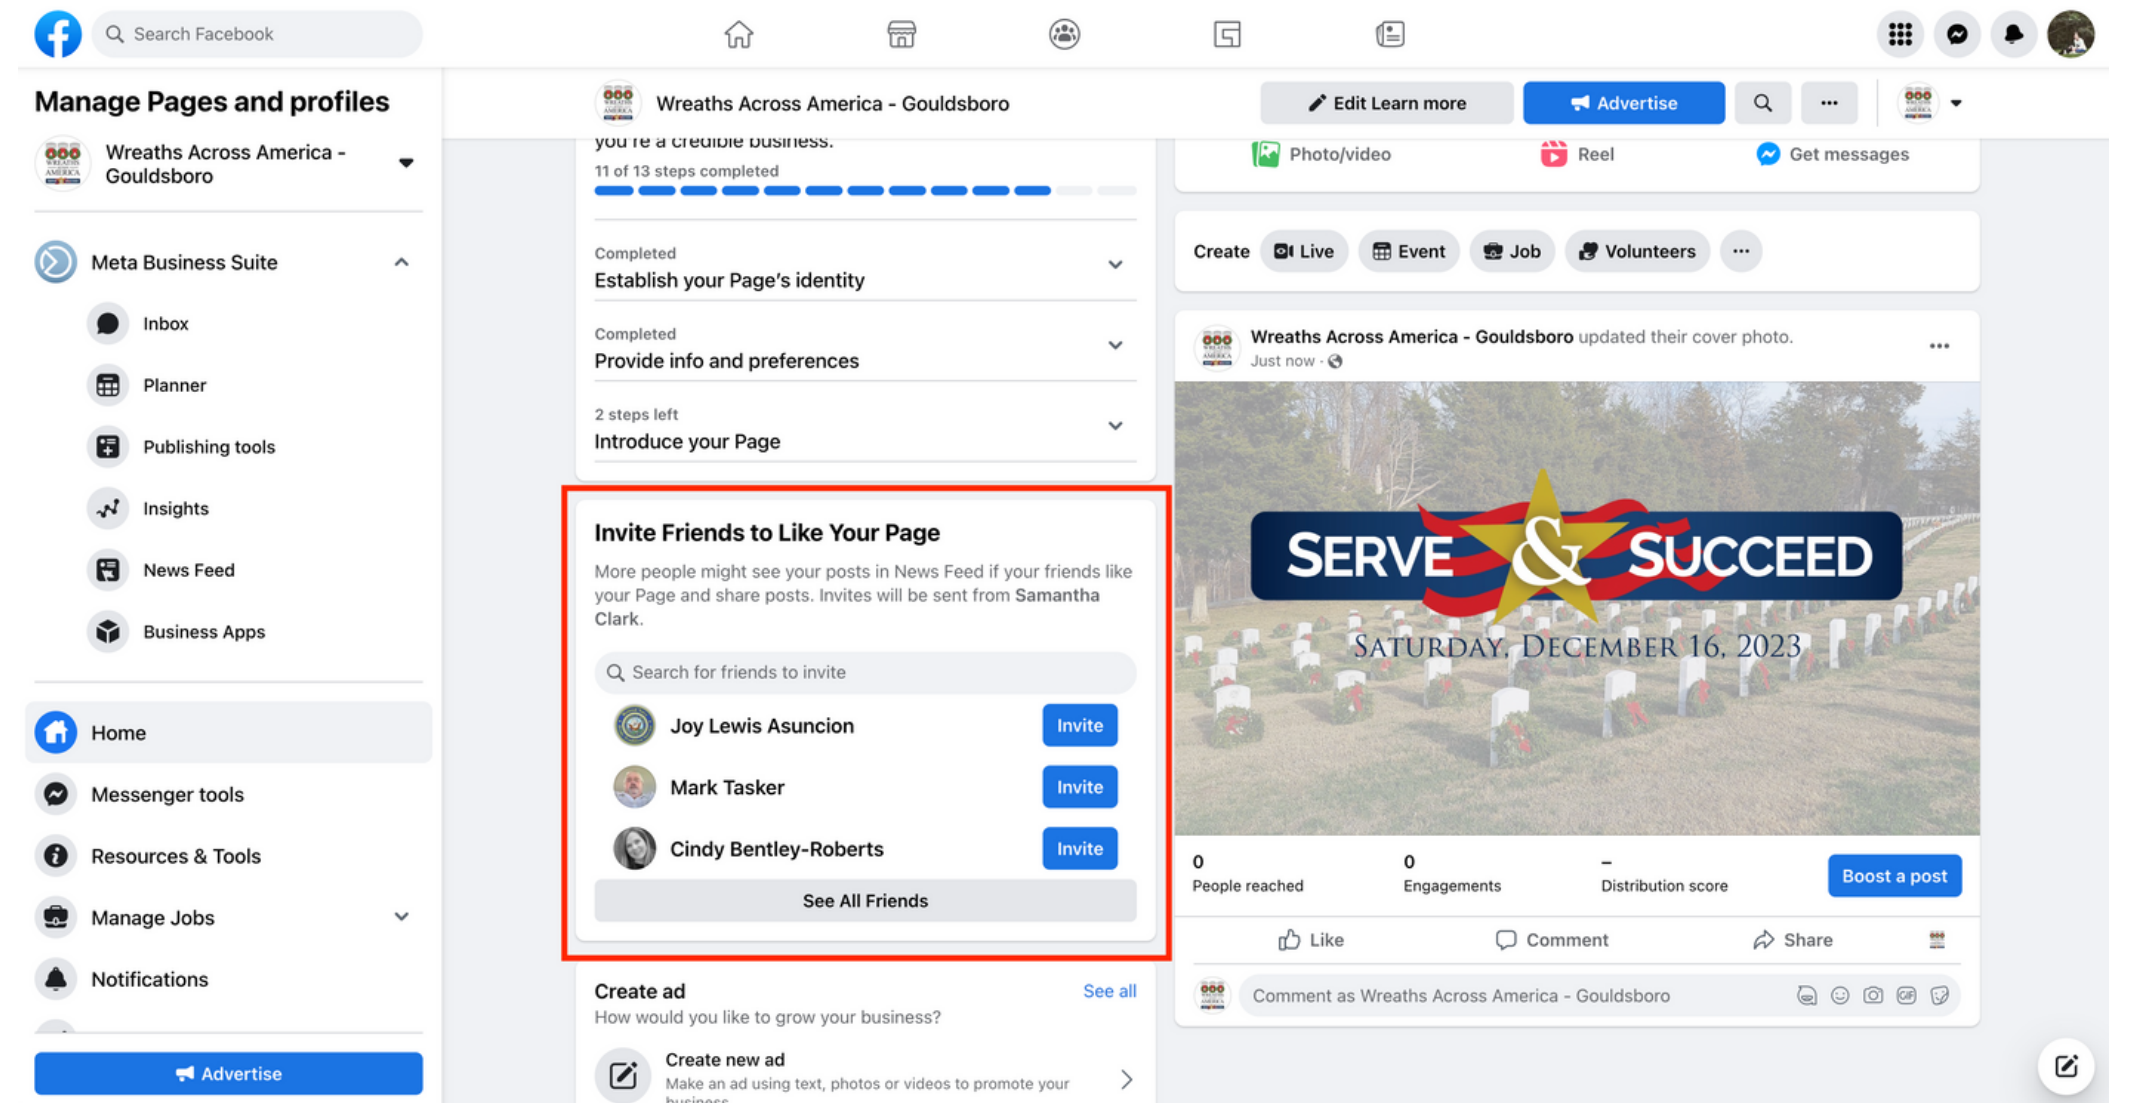 Search Facebook
Manage Pages and profiles
Wreaths Across America -
Gouldsboro
Meta Business Suite
Inbox
Planner
Publishing tools
Insights
News Feed
Business Apps
Home
Messenger tools
Resources & Tools
Manage Jobs
Notifications
Advertise
Wreaths Across America - Gouldsboro
Edit Learn more
Advertise
you're a credible business.
11 of 13 steps completed
Completed
Establish your Page's identity
Completed
Provide info and preferences
2 steps left
Introduce your Page
Invite Friends to Like Your Page
More people might see your posts in News Feed if your friends like
your Page and share posts. Invites will be sent from Samantha
Clark.
Search for friends to invite
Joy Lewis Asuncion Invite
Mark Tasker Invite
Cindy Bentley-Roberts Invite
See All Friends
Create ad See all
How would you like to grow your business?
Create new ad
Make an ad using text, photos or videos to promote your
business.
Photo/video Reel Get messages
Create Live Event Job Volunteers
Wreaths Across America - Gouldsboro updated their cover photo.
Just now ·
SERVE & SUCCEED
SATURDAY, DECEMBER 16, 2023
0 0 –
People reached Engagements Distribution score
Boost a post
Like Comment Share
Comment as Wreaths Across America - Gouldsboro
GIF